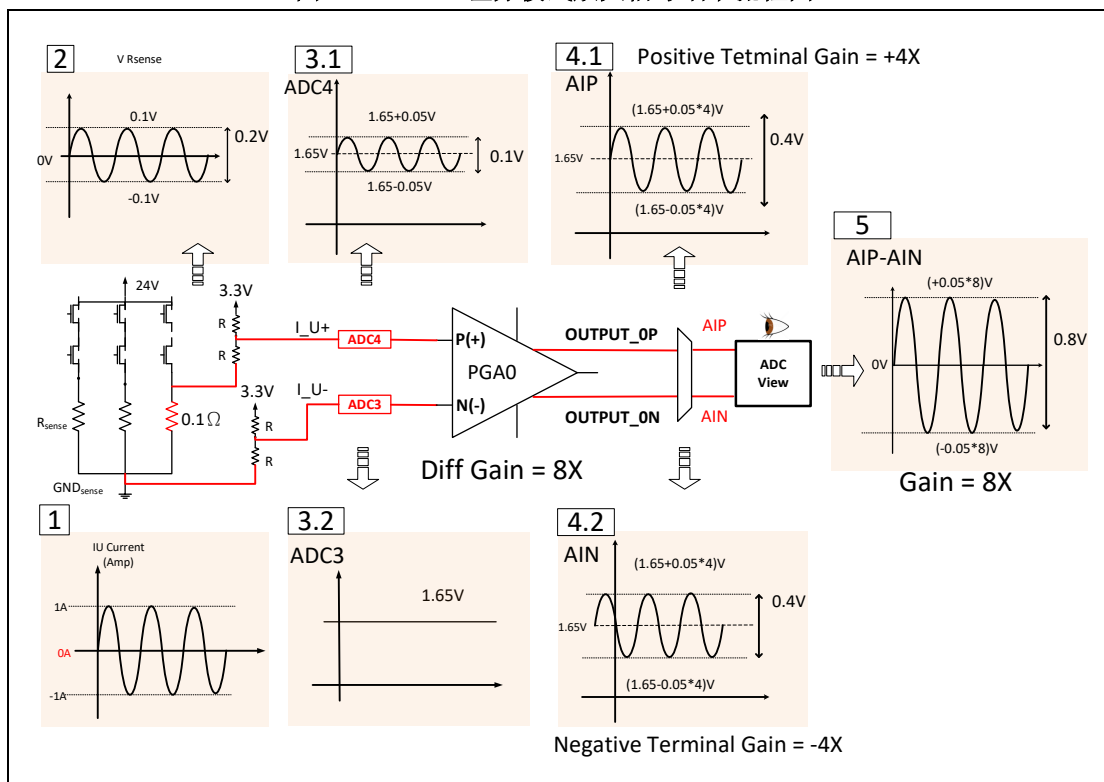 2
V Rsense
0.1V
0V
-0.1V
0.2V
3.1
ADC4
1.65+0.05V
1.65V
1.65-0.05V
0.1V
4.1
Positive Tetminal Gain = +4X
AIP
(1.65+0.05*4)V
1.65V
(1.65-0.05*4)V
0.4V
5
AIP-AIN
(+0.05*8)V
0V
0.8V
(-0.05*8)V
Gain = 8X
24V
Rsense
0.1Ω
GNDsense
3.3V
R
R
3.3V
R
R
I_U+
I_U-
ADC4
ADC3
P(+)
PGA0
N(-)
OUTPUT_0P
OUTPUT_0N
AIP
AIN
ADC
View
Diff Gain = 8X
1
IU Current
(Amp)
1A
0A
-1A
3.2
ADC3
1.65V
4.2
AIN
(1.65+0.05*4)V
1.65V
0.4V
(1.65-0.05*4)V
Negative Terminal Gain = -4X